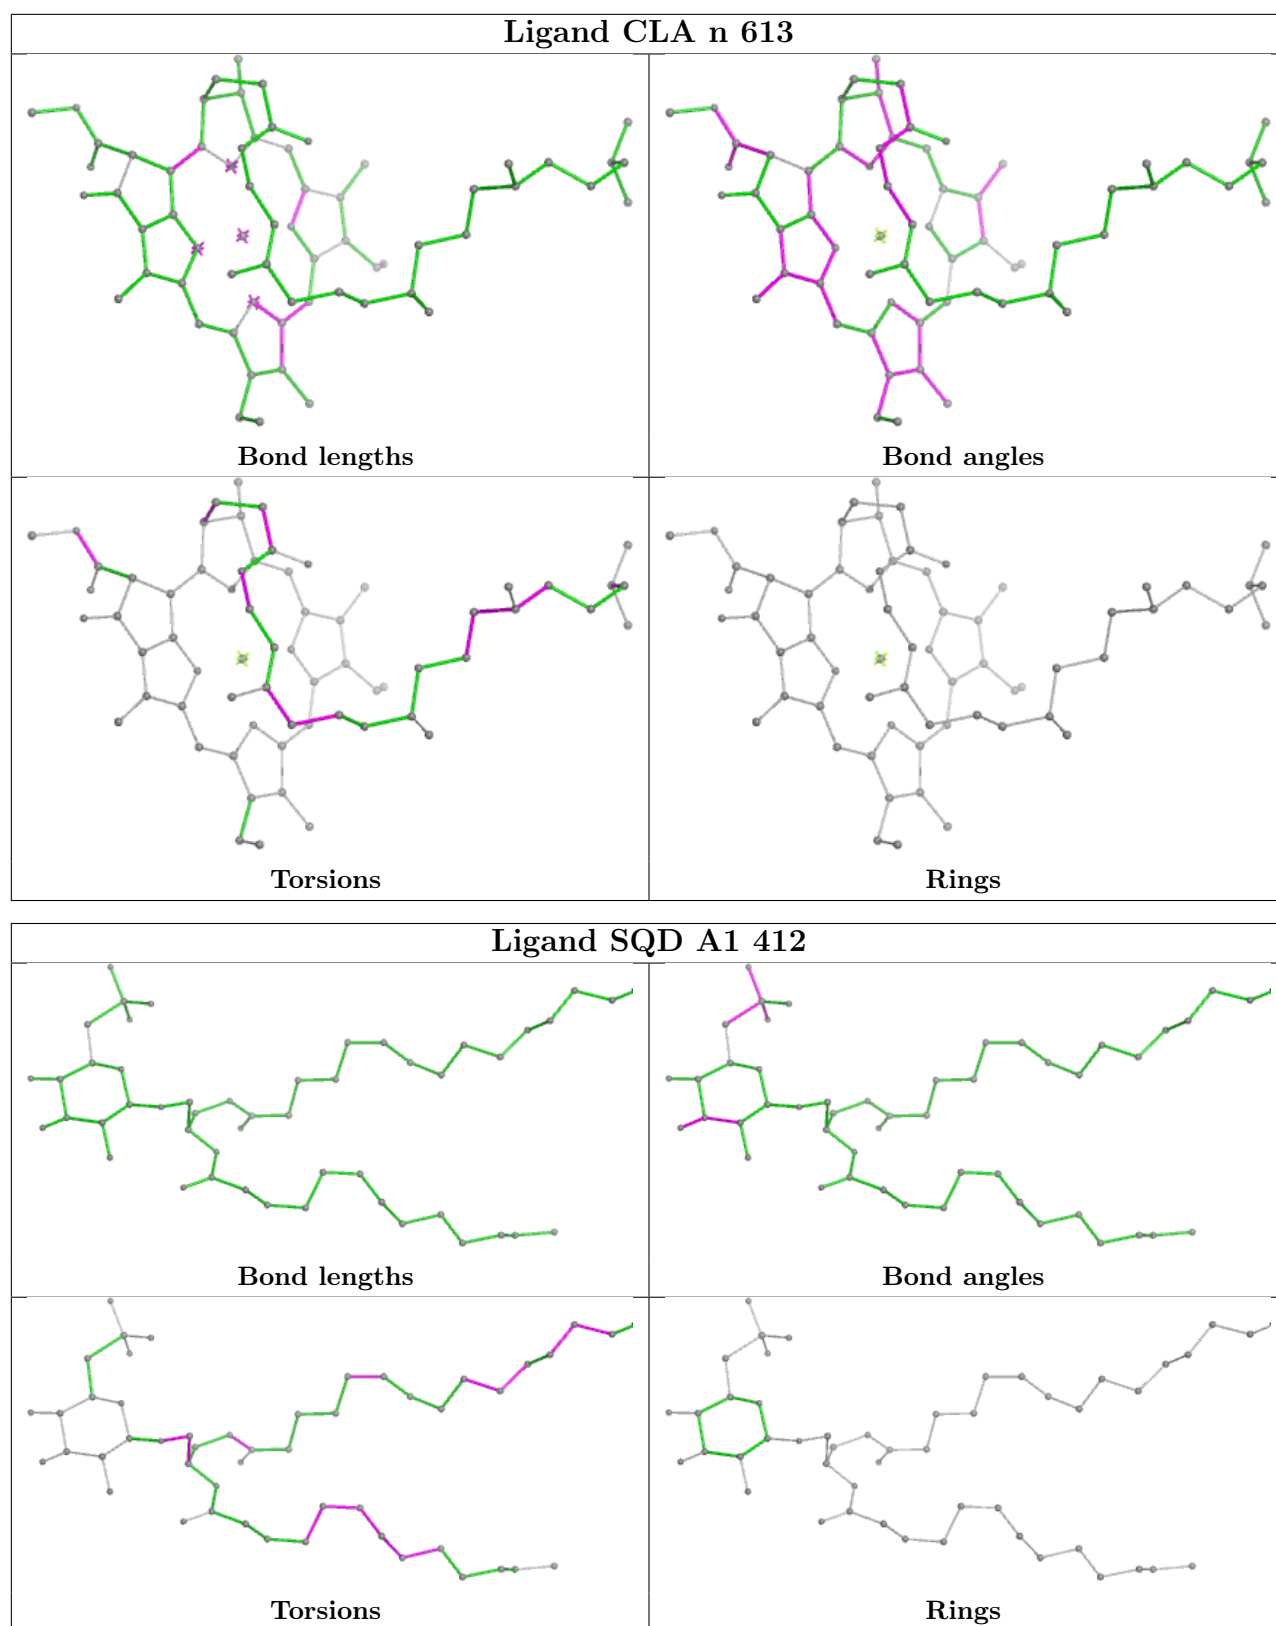 Ligand CLA n 613
Bond lengths
Bond angles
Torsions
Rings
Ligand SQD A1 412
Bond lengths
Bond angles
Torsions
Rings